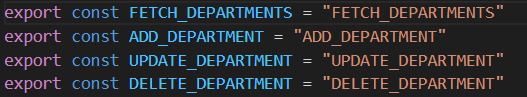 export const FETCH_DEPARTMENTS = "FETCH_DEPARTMENTS"
export const ADD_DEPARTMENT = "ADD_DEPARTMENT"
export const UPDATE_DEPARTMENT = "UPDATE_DEPARTMENT"
export const DELETE_DEPARTMENT = "DELETE_DEPARTMENT"